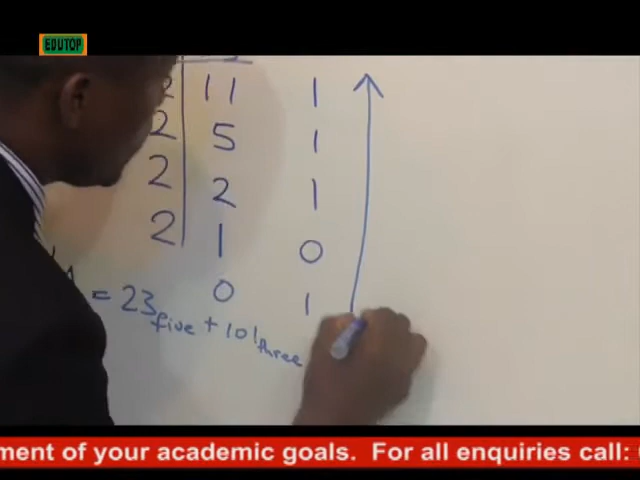 EDUTOP
2 11 1
2 5 1
2 2 1
2 1 0
0 1
= 23five + 101three
ment of your academic goals. For all enquiries call: